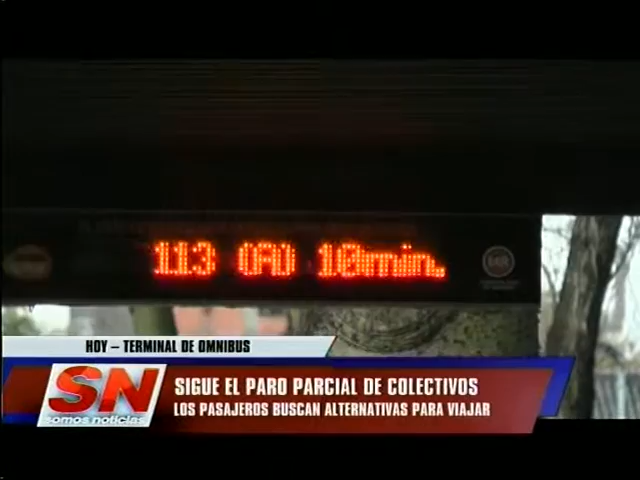 113 (A) 10min.
HOY – TERMINAL DE OMNIBUS
SN
somos noticias
SIGUE EL PARO PARCIAL DE COLECTIVOS
LOS PASAJEROS BUSCAN ALTERNATIVAS PARA VIAJAR